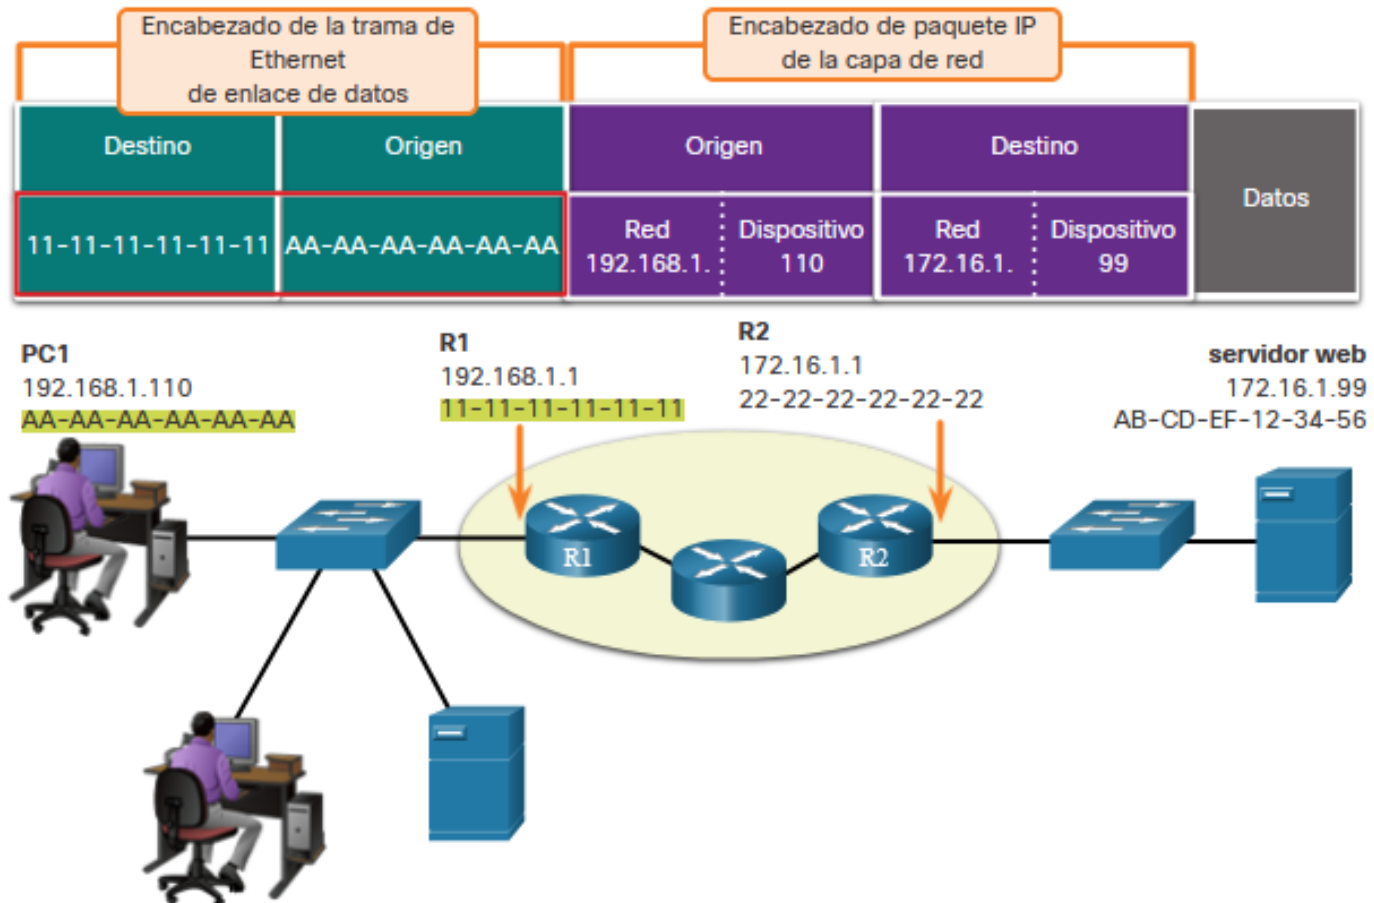 Encabezado de la trama de
Ethernet
de enlace de datos
Encabezado de paquete IP
de la capa de red
Destino
Origen
Origen
Destino
Datos
11-11-11-11-11-11
AA-AA-AA-AA-AA-AA
Red
192.168.1.
Dispositivo
110
Red
172.16.1.
Dispositivo
99
PC1
192.168.1.110
AA-AA-AA-AA-AA-AA
R1
192.168.1.1
11-11-11-11-11-11
R2
172.16.1.1
22-22-22-22-22-22
servidor web
172.16.1.99
AB-CD-EF-12-34-56
R1
R2